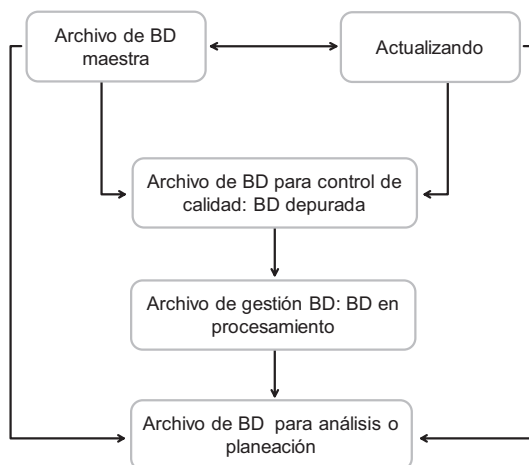 Archivo de BD
maestra
Actualizando
Archivo de BD para control de
calidad: BD depurada
Archivo de gestión BD: BD en
procesamiento
Archivo de BD para análisis o
planeación